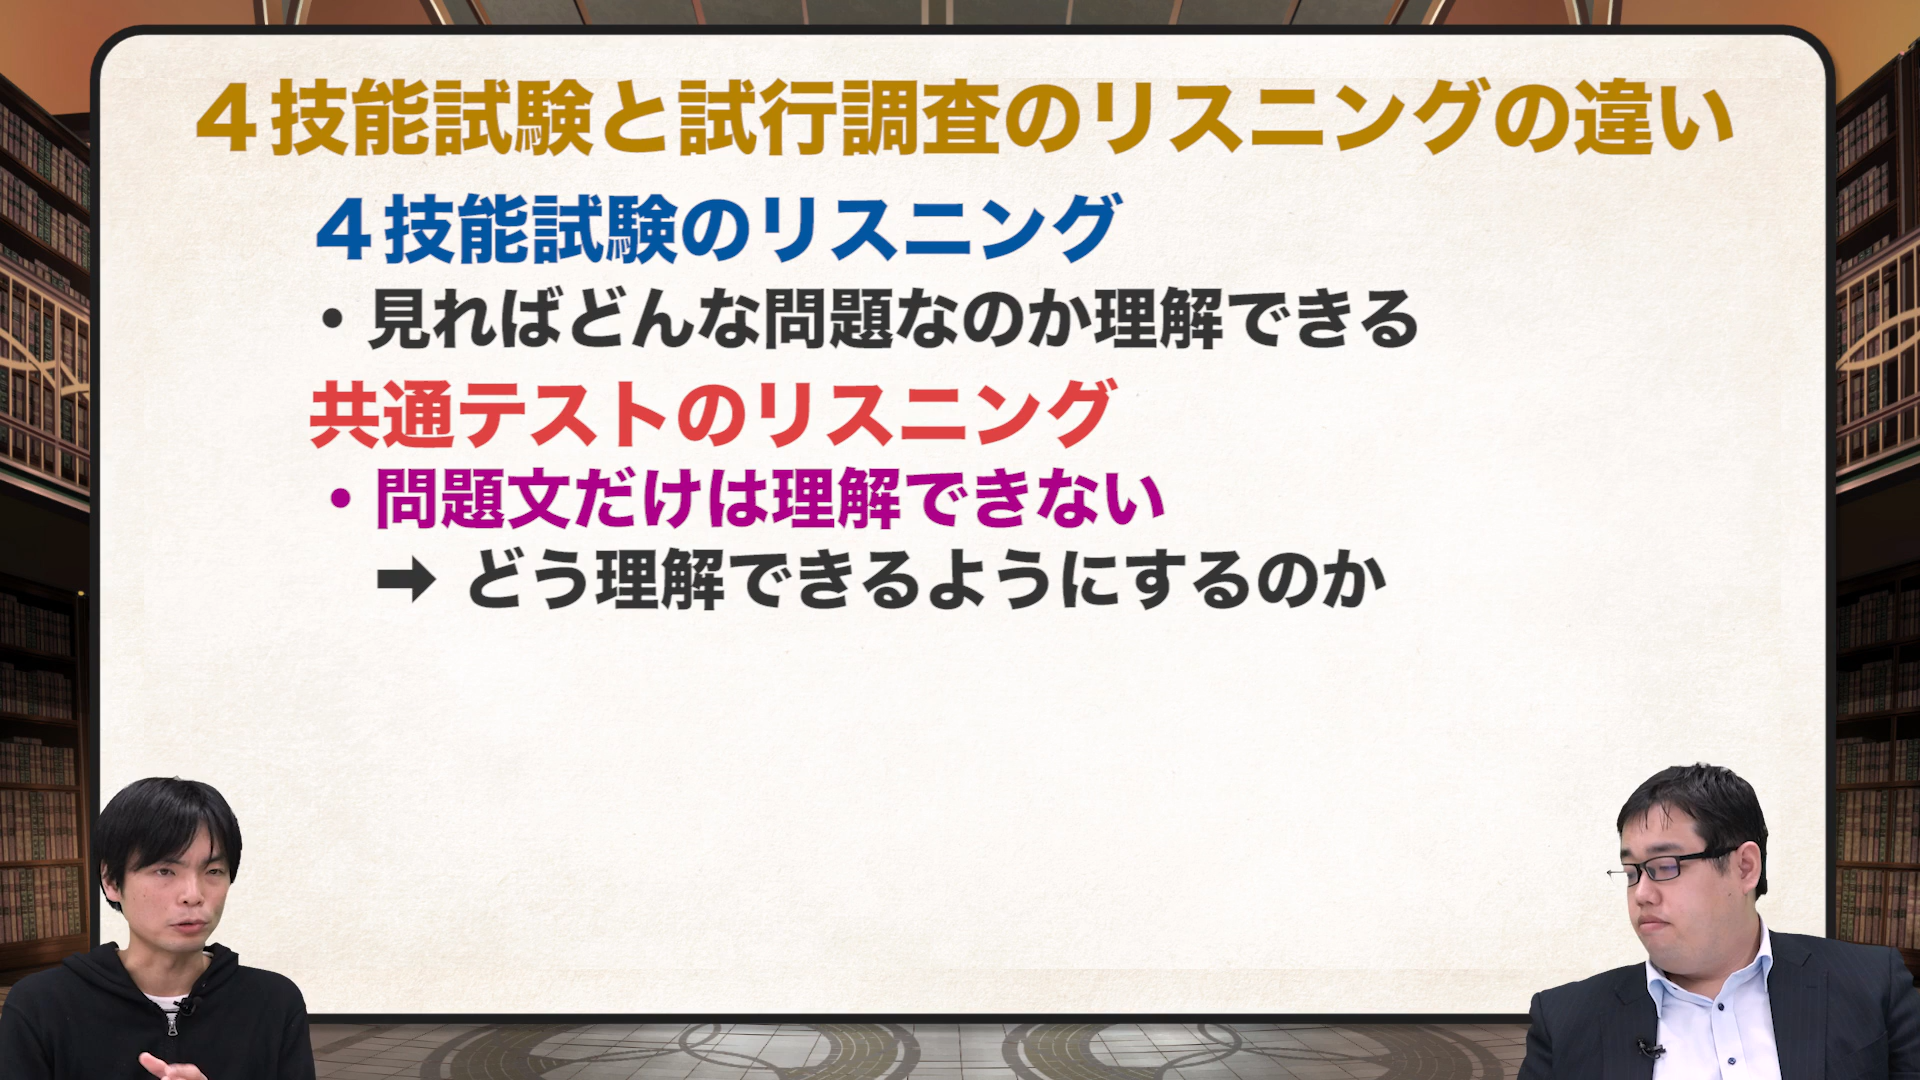 ４技能試験と試行調査のリスニングの違い
４技能試験のリスニング
・見ればどんな問題なのか理解できる
共通テストのリスニング
・問題文だけは理解できない
➡ どう理解できるようにするのか